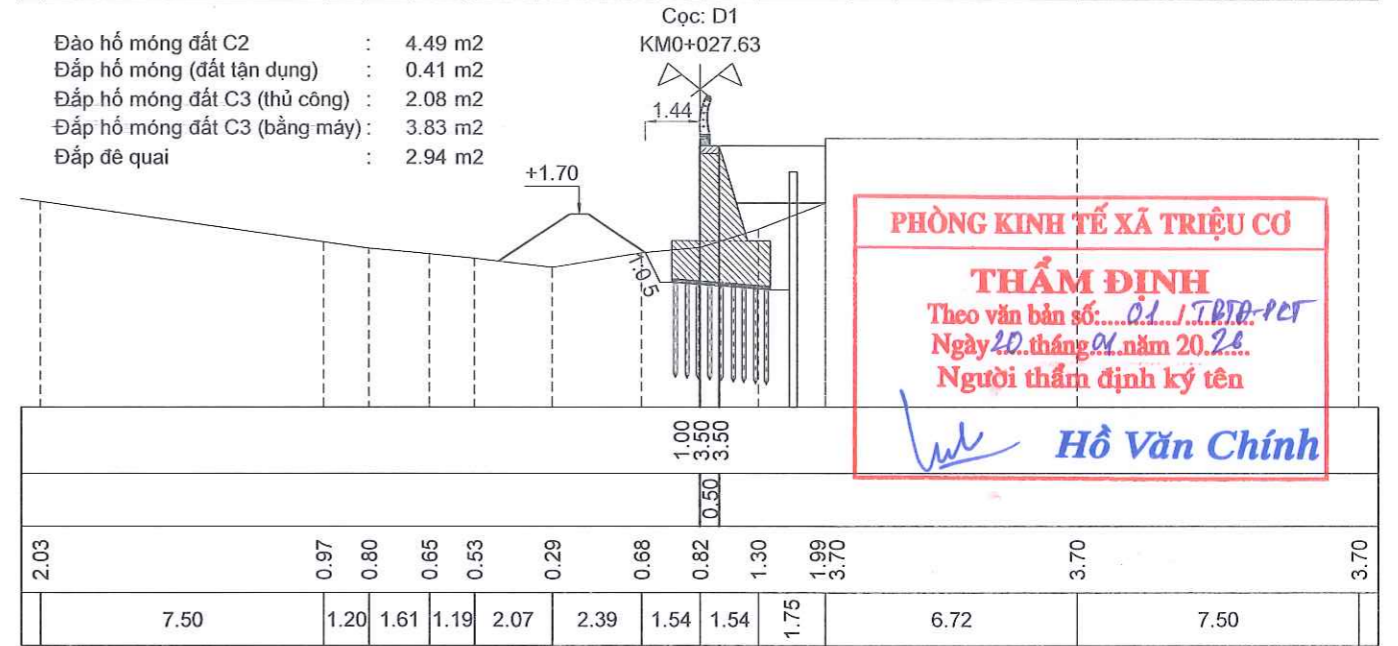 Cọc: D1
KM0+027.63
Đào hố móng đất C2 : 4.49 m2
Đắp hố móng (đất tận dụng) : 0.41 m2
Đắp hố móng đất C3 (thủ công) : 2.08 m2
Đắp hố móng đất C3 (bằng máy) : 3.83 m2
Đắp đê quai : 2.94 m2
1.44
+1.70
1:0.5
PHÒNG KINH TẾ XÃ TRIỆU CƠ
THẨM ĐỊNH
Theo văn bản số: 01 / TBTĐ-PCT
Ngày 20 tháng 01 năm 20.26
Người thẩm định ký tên
Hồ Văn Chính
1.00 3.50 3.50
0.50
2.03 0.97 0.80 0.65 0.53 0.29 0.68 0.82 1.30 1.99 3.70 3.70 3.70
7.50 1.20 1.61 1.19 2.07 2.39 1.54 1.54 1.75 6.72 7.50